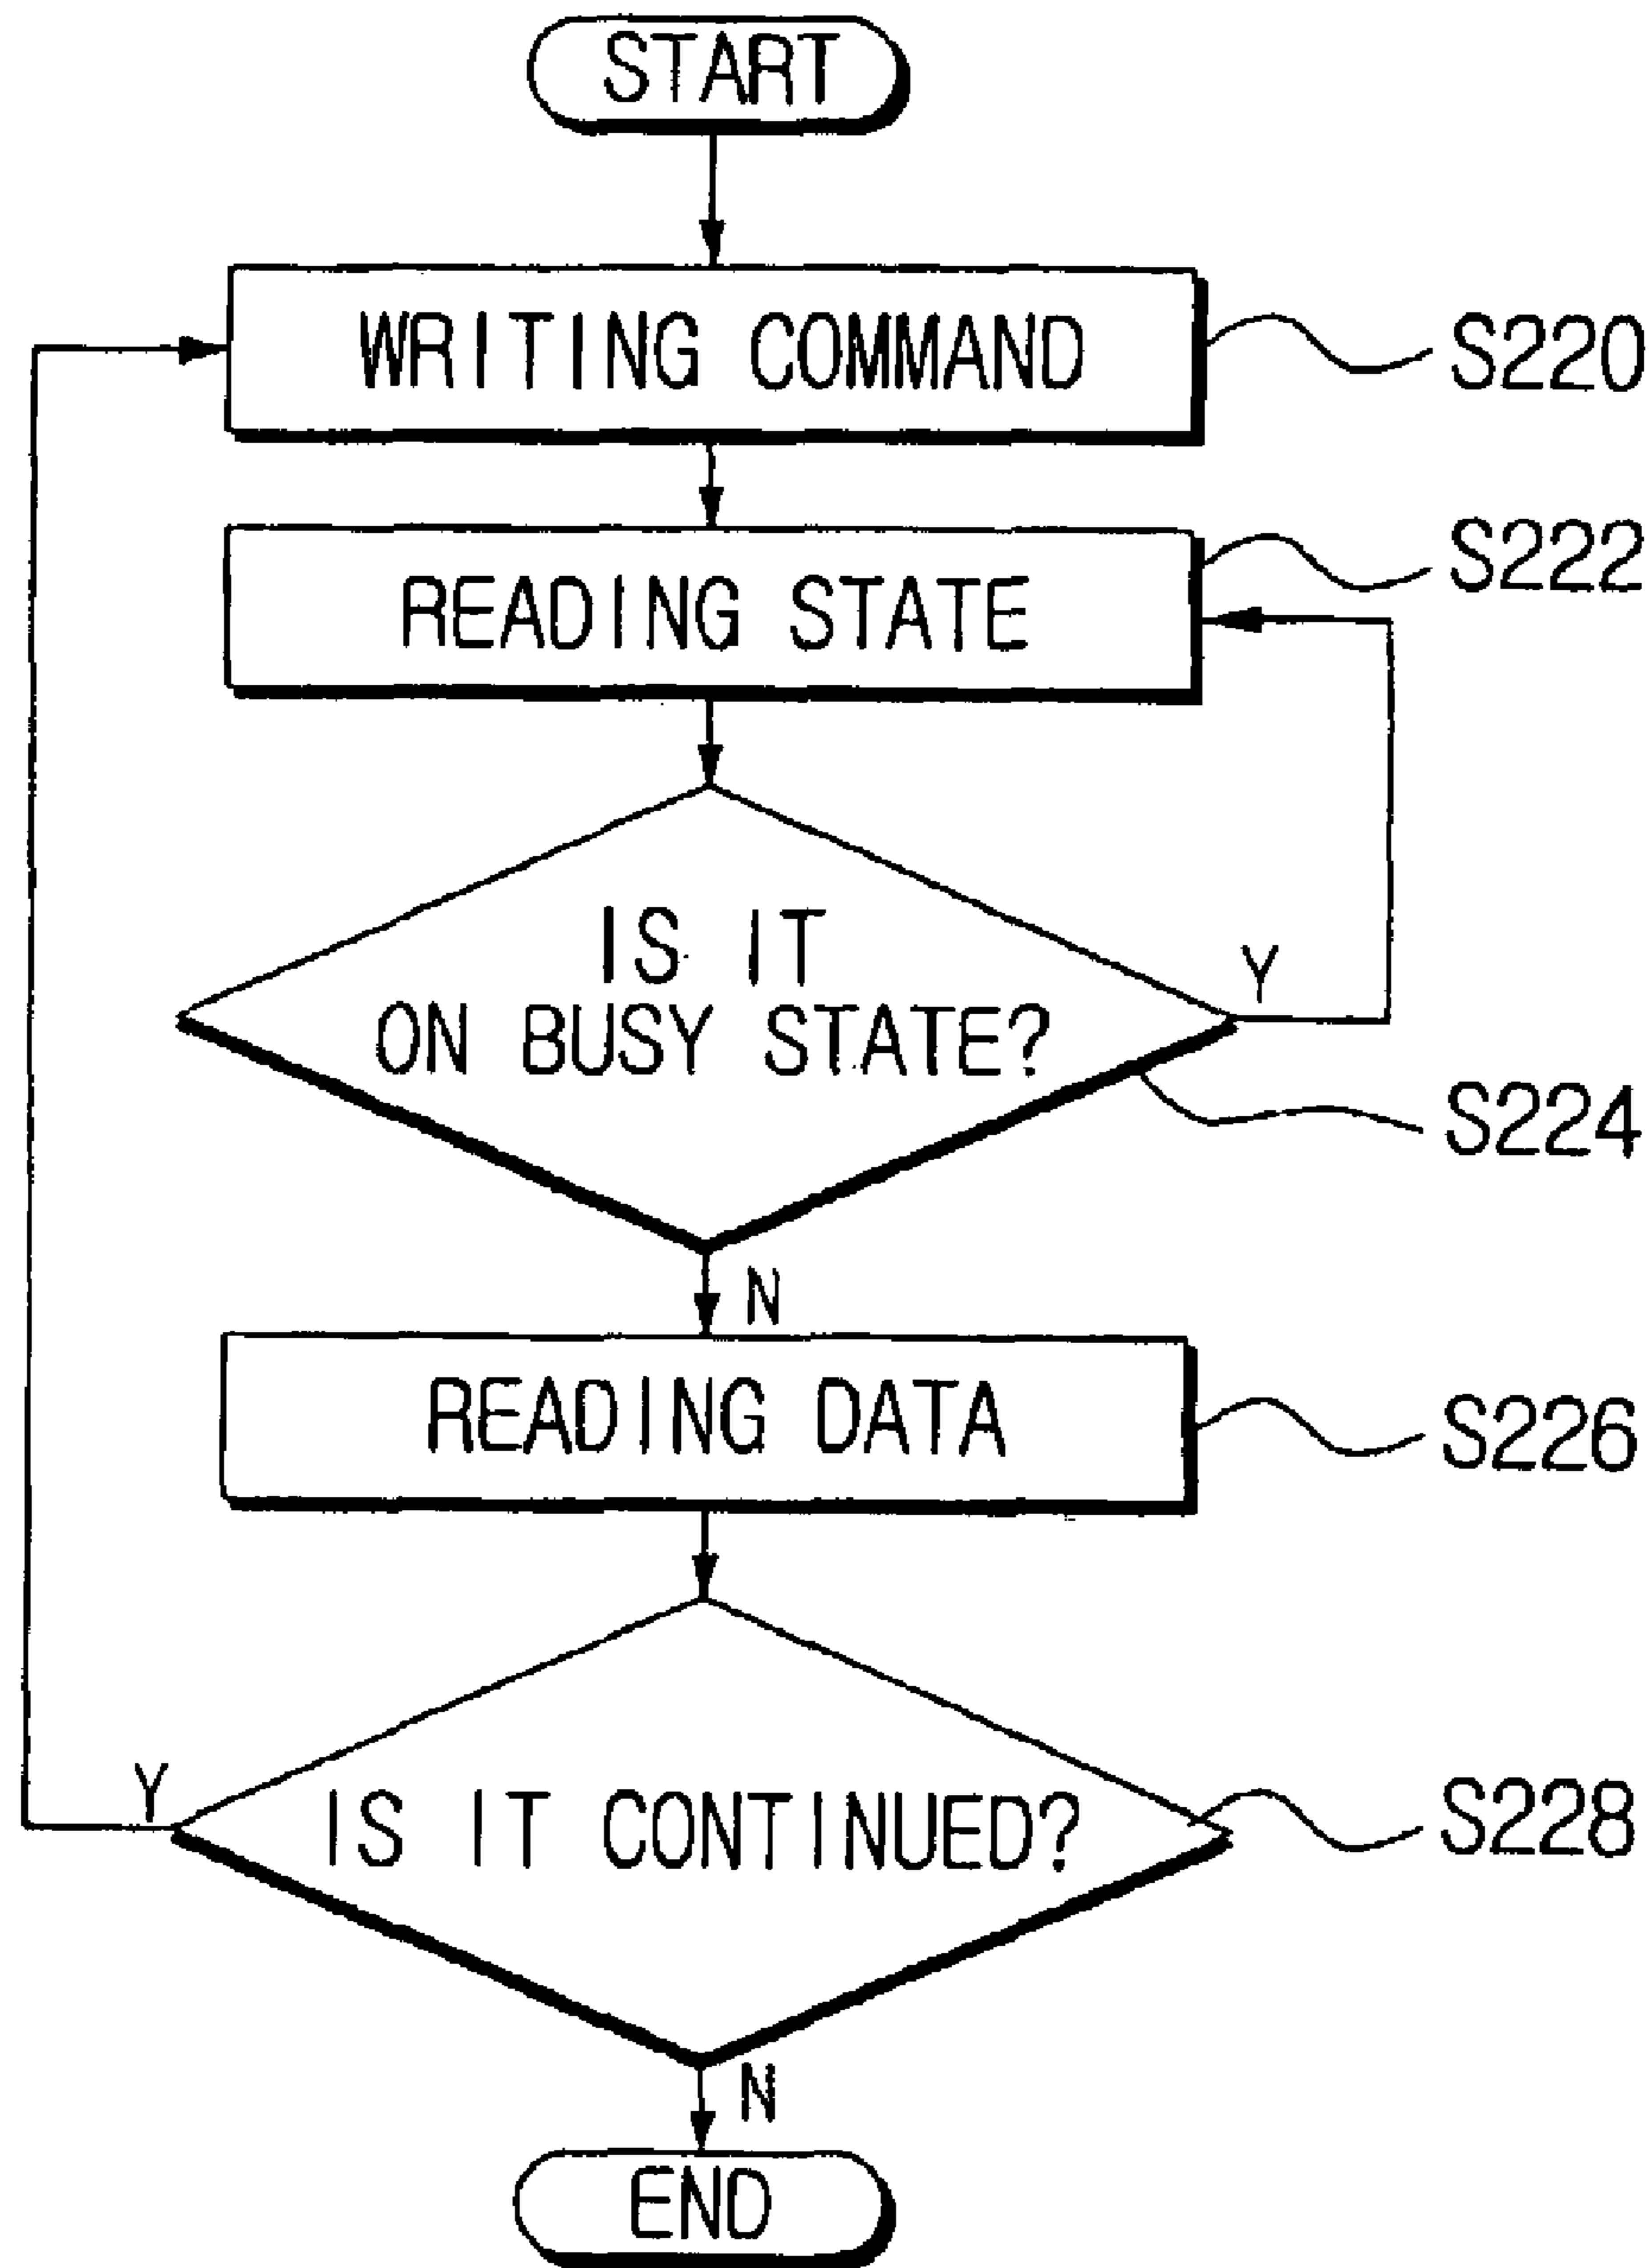 START
WRITING COMMAND
S220
READING STATE
S222
IS IT
ON BUSY STATE?
Y
S224
N
READING DATA
S226
Y
IS IT CONTINUED?
S228
N
END